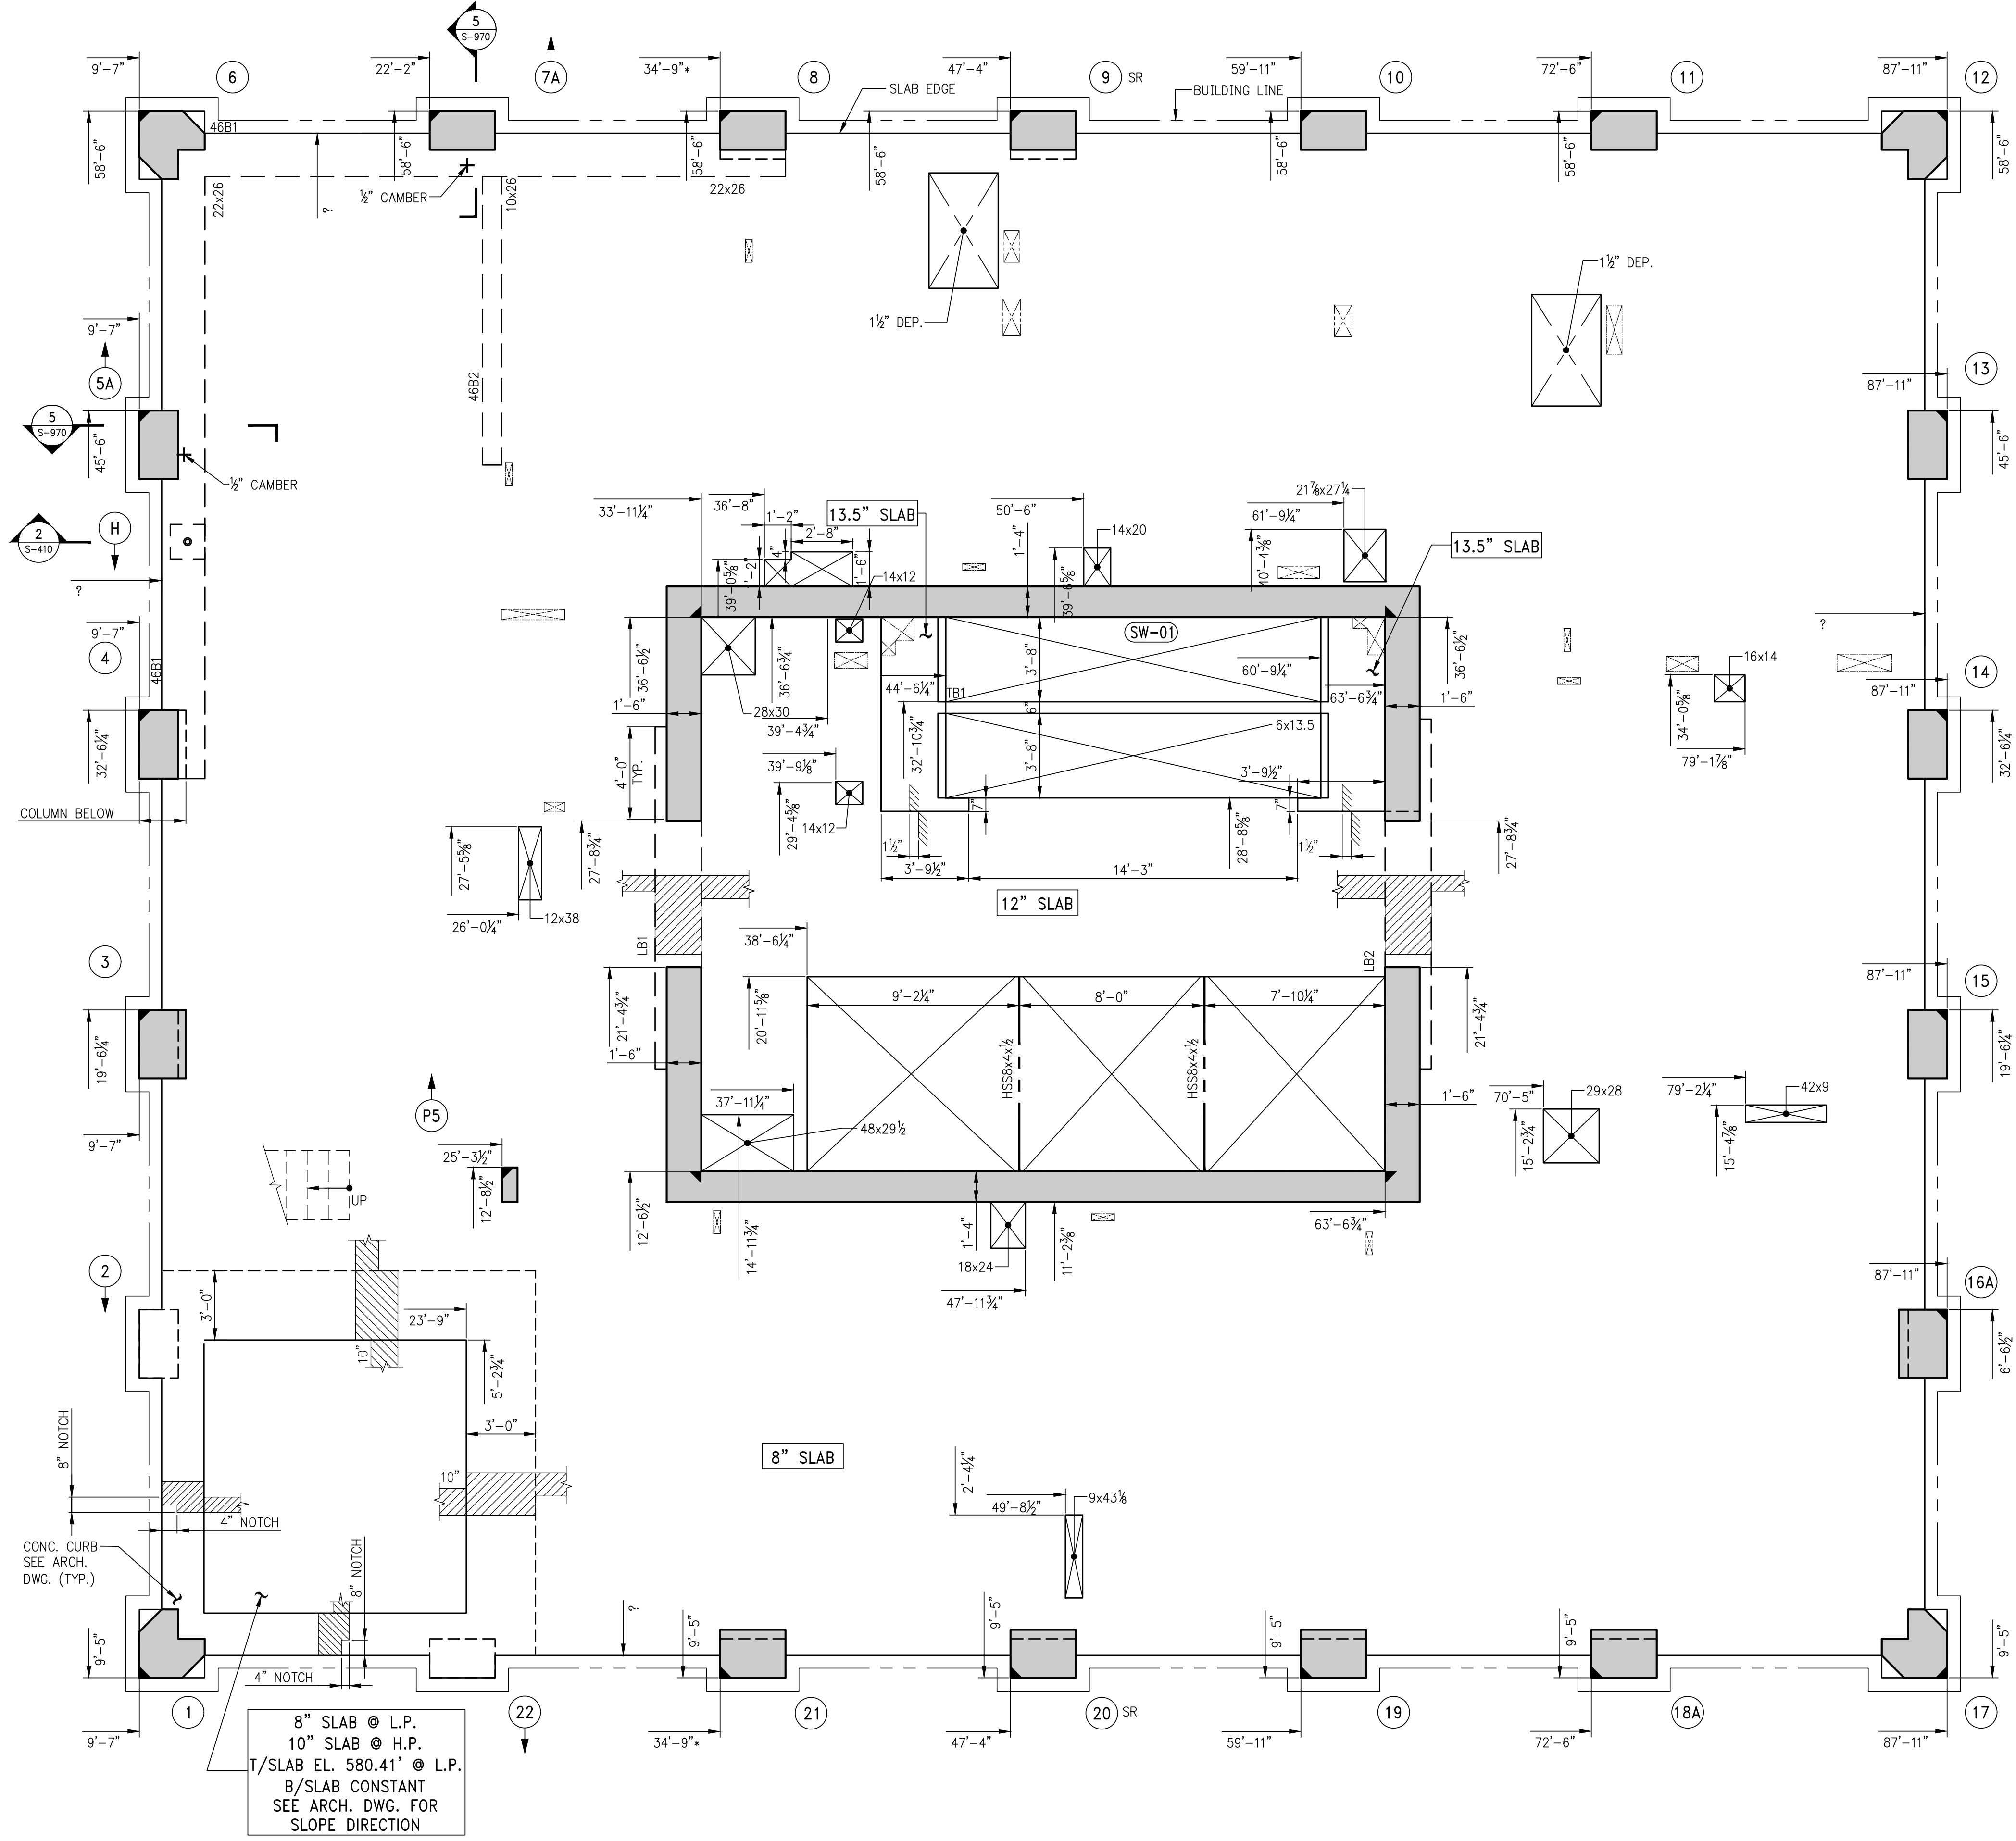 5
S-970
9'-7"
6
22'-2"
7A
34'-9"*
8
47'-4"
9
SR
59'-11"
10
72'-6"
11
87'-11"
12
SLAB EDGE
BUILDING LINE
46B1
58'-6"
58'-6"
58'-6"
58'-6"
58'-6"
58'-6"
58'-6"
½" CAMBER
22x26
?
10x26
22x26
1½" DEP.
1½" DEP.
9'-7"
5A
46B2
87'-11"
13
5
S-970
45'-6"
45'-6"
½" CAMBER
2
S-410
H
?
33'-11¼"
36'-8"
1'-2"
13.5" SLAB
2'-8"
4"
1'-2"
1'-6"
39'-0⅝"
50'-6"
1'-4"
14x20
39'-6⅝"
21⅞x27¼
61'-9¼"
40'-4⅜"
13.5" SLAB
14x12
SW-01
9'-7"
4
46B1
36'-6½"
36'-6¾"
3'-8"
60'-9¼"
36'-6½"
?
16x14
14
87'-11"
44'-6¼"
TB1
63'-6¾"
1'-6"
1'-6"
28x30
6"
34'-0⅝"
39'-4¾"
32'-10¾"
6x13.5
3'-8"
32'-6¼"
79'-1⅞"
32'-6¼"
4'-0"
TYP.
39'-9⅛"
3'-9½"
COLUMN BELOW
29'-4⅝"
14x12
7"
7"
27'-5⅝"
27'-8¾"
1½"
28'-8⅝"
1½"
27'-8¾"
3'-9½"
14'-3"
12" SLAB
12x38
26'-0¼"
38'-6¼"
LB1
LB2
3
87'-11"
15
9'-2¼"
8'-0"
7'-10¼"
21'-4¾"
20'-11⅝"
21'-4¾"
HSS8x4x½
HSS8x4x½
19'-6¼"
19'-6¼"
1'-6"
1'-6"
P5
37'-11¼"
48x29½
70'-5"
29x28
79'-2¼"
42x9
15'-2¾"
15'-4⅞"
9'-7"
25'-3½"
12'-8½"
UP
12'-6½"
14'-11¾"
1'-4"
11'-2⅜"
63'-6¾"
18x24
47'-11¾"
2
87'-11"
16A
3'-0"
23'-9"
10"
5'-2¾"
6'-6½"
3'-0"
8" NOTCH
10"
8" SLAB
2'-4¼"
49'-8½"
9x43⅛
4" NOTCH
CONC. CURB
SEE ARCH.
DWG. (TYP.)
8" NOTCH
?
9'-5"
9'-5"
9'-5"
9'-5"
9'-5"
9'-5"
4" NOTCH
1
22
21
20
SR
19
18A
17
9'-7"
34'-9"*
47'-4"
59'-11"
72'-6"
87'-11"
8" SLAB @ L.P.
10" SLAB @ H.P.
T/SLAB EL. 580.41' @ L.P.
B/SLAB CONSTANT
SEE ARCH. DWG. FOR
SLOPE DIRECTION